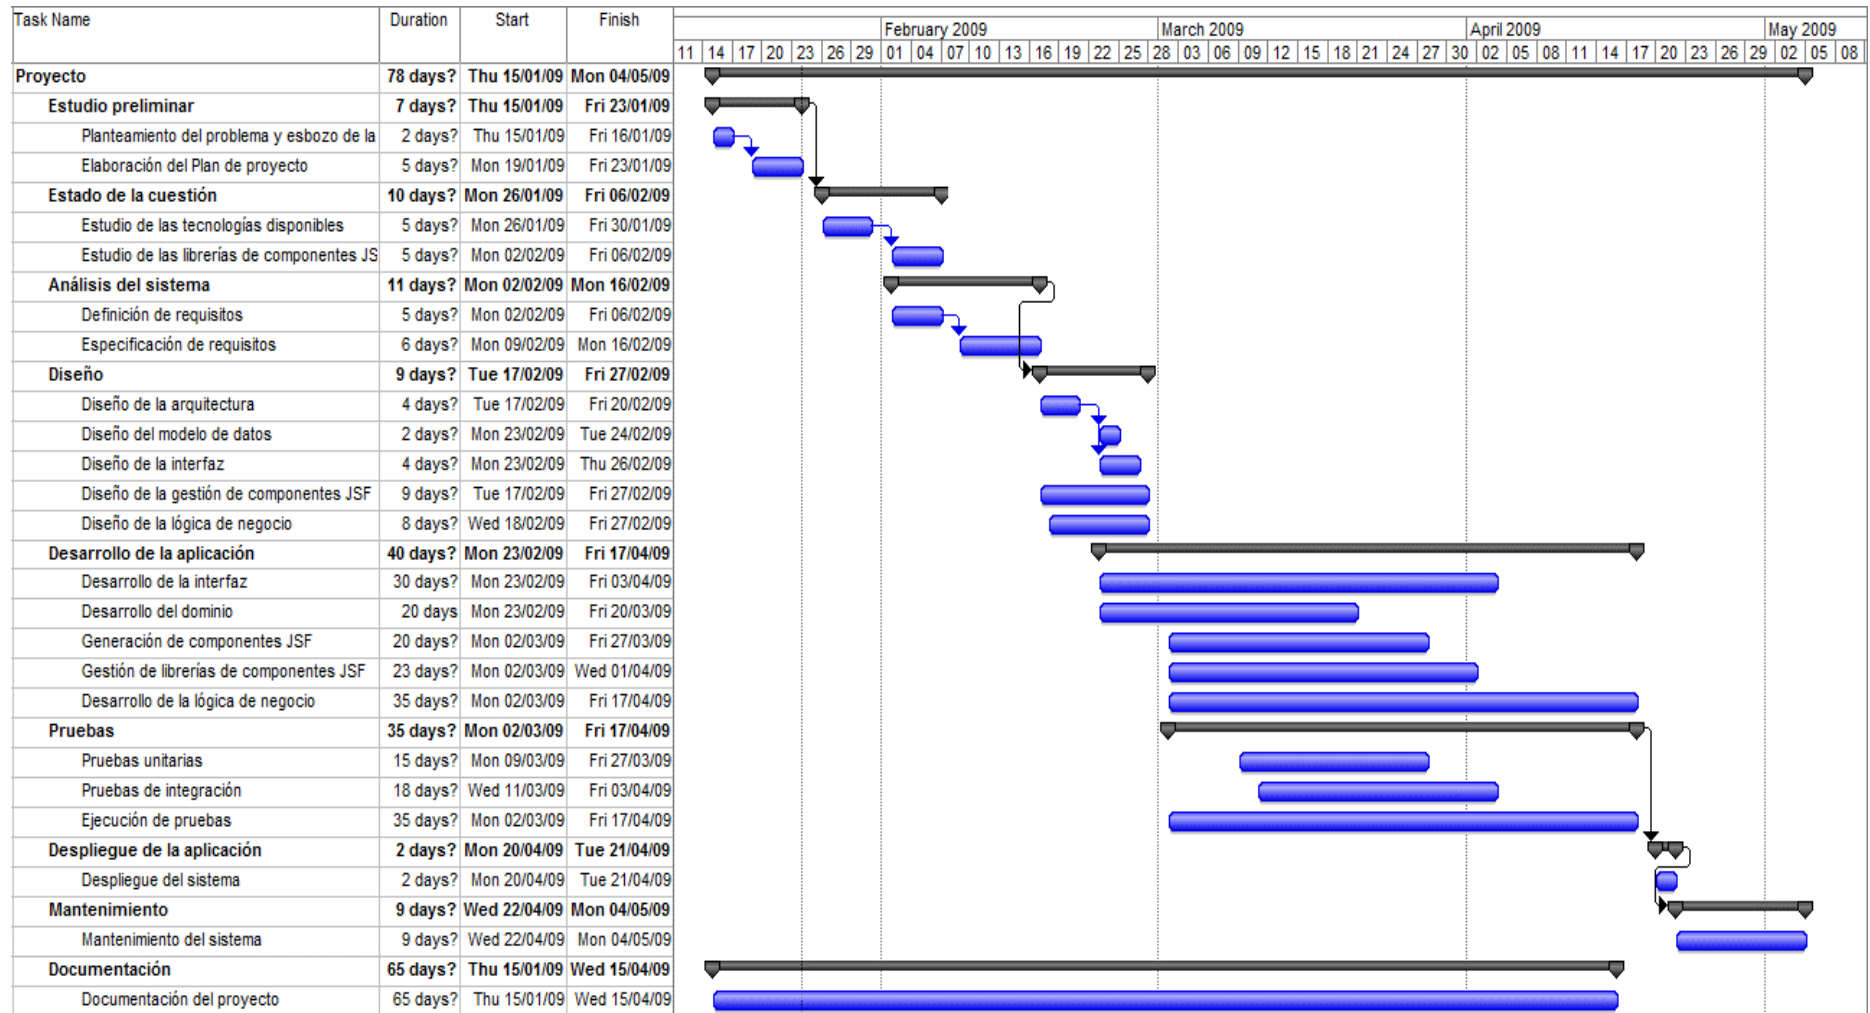 Task Name Duration Start Finish
February 2009 March 2009 April 2009 May 2009
11 14 17 20 23 26 29 01 04 07 10 13 16 19 22 25 28 03 06 09 12 15 18 21 24 27 30 02 05 08 11 14 17 20 23 26 29 02 05 08
Proyecto 78 days? Thu 15/01/09 Mon 04/05/09
Estudio preliminar 7 days? Thu 15/01/09 Fri 23/01/09
Planteamiento del problema y esbozo de la 2 days? Thu 15/01/09 Fri 16/01/09
Elaboración del Plan de proyecto 5 days? Mon 19/01/09 Fri 23/01/09
Estado de la cuestión 10 days? Mon 26/01/09 Fri 06/02/09
Estudio de las tecnologías disponibles 5 days? Mon 26/01/09 Fri 30/01/09
Estudio de las librerías de componentes JS 5 days? Mon 02/02/09 Fri 06/02/09
Análisis del sistema 11 days? Mon 02/02/09 Mon 16/02/09
Definición de requisitos 5 days? Mon 02/02/09 Fri 06/02/09
Especificación de requisitos 6 days? Mon 09/02/09 Mon 16/02/09
Diseño 9 days? Tue 17/02/09 Fri 27/02/09
Diseño de la arquitectura 4 days? Tue 17/02/09 Fri 20/02/09
Diseño del modelo de datos 2 days? Mon 23/02/09 Tue 24/02/09
Diseño de la interfaz 4 days? Mon 23/02/09 Thu 26/02/09
Diseño de la gestión de componentes JSF 9 days? Tue 17/02/09 Fri 27/02/09
Diseño de la lógica de negocio 8 days? Wed 18/02/09 Fri 27/02/09
Desarrollo de la aplicación 40 days? Mon 23/02/09 Fri 17/04/09
Desarrollo de la interfaz 30 days? Mon 23/02/09 Fri 03/04/09
Desarrollo del dominio 20 days Mon 23/02/09 Fri 20/03/09
Generación de componentes JSF 20 days? Mon 02/03/09 Fri 27/03/09
Gestión de librerías de componentes JSF 23 days? Mon 02/03/09 Wed 01/04/09
Desarrollo de la lógica de negocio 35 days? Mon 02/03/09 Fri 17/04/09
Pruebas 35 days? Mon 02/03/09 Fri 17/04/09
Pruebas unitarias 15 days? Mon 09/03/09 Fri 27/03/09
Pruebas de integración 18 days? Wed 11/03/09 Fri 03/04/09
Ejecución de pruebas 35 days? Mon 02/03/09 Fri 17/04/09
Despliegue de la aplicación 2 days? Mon 20/04/09 Tue 21/04/09
Despliegue del sistema 2 days? Mon 20/04/09 Tue 21/04/09
Mantenimiento 9 days? Wed 22/04/09 Mon 04/05/09
Mantenimiento del sistema 9 days? Wed 22/04/09 Mon 04/05/09
Documentación 65 days? Thu 15/01/09 Wed 15/04/09
Documentación del proyecto 65 days? Thu 15/01/09 Wed 15/04/09